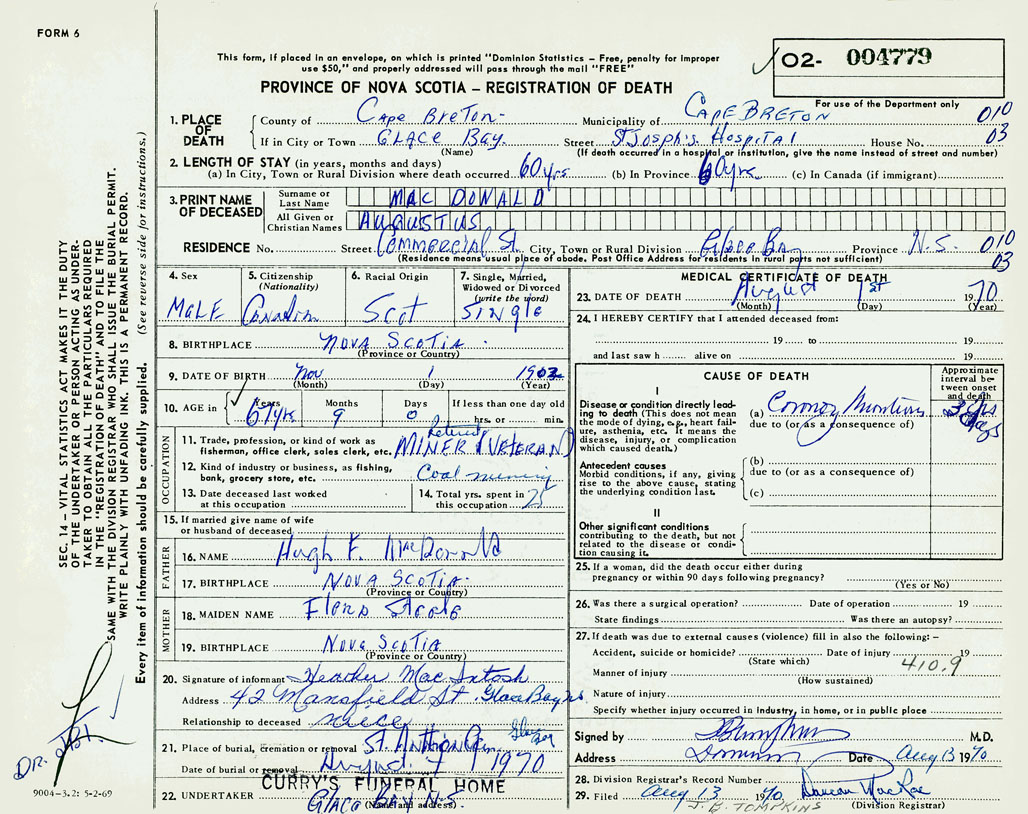 FORM 6
This form, if placed in an envelope, on which is printed "Dominion Statistics – Free, penalty for improper
use $50," and properly addressed will pass through the mail "FREE"
O2- 004779
For use of the Department only
PROVINCE OF NOVA SCOTIA – REGISTRATION OF DEATH
1. PLACE OF DEATH County of Cape Breton Municipality of CAPE BRETON 010
If in City or Town GLACE BAY Street St Joseph's Hospital House No. 03
(Name) (If death occurred in a hospital or institution, give the name instead of street and number)
2. LENGTH OF STAY (in years, months and days)
(a) In City, Town or Rural Division where death occurred 60 yrs (b) In Province 60 yrs (c) In Canada (if immigrant)
3. PRINT NAME OF DECEASED
Surname or Last Name MAC DONALD
All Given or Christian Names AUGUSTUS
RESIDENCE No. Street Commercial St. City, Town or Rural Division Glace Bay Province N.S. 010
(Residence means usual place of abode. Post Office Address for residents in rural parts not sufficient) 03
4. Sex MALE
5. Citizenship (Nationality) Canadian
6. Racial Origin Scot
7. Single, Married, Widowed or Divorced (write the word) Single
8. BIRTHPLACE NOVA SCOTIA
(Province or Country)
9. DATE OF BIRTH Nov 1 1903
(Month) (Day) (Year)
10. AGE in Years Months Days If less than one day old
67 yrs 9 0 hrs. or min.
OCCUPATION
11. Trade, profession, or kind of work as fisherman, office clerk, sales clerk, etc. Retired MINER (VETERAN)
12. Kind of industry or business, as fishing, bank, grocery store, etc. Coal mining
13. Date deceased last worked at this occupation
14. Total yrs. spent in this occupation 25
15. If married give name of wife or husband of deceased
FATHER
16. NAME Hugh F. MacDonald
17. BIRTHPLACE NOVA SCOTIA
(Province or Country)
MOTHER
18. MAIDEN NAME
19. BIRTHPLACE NOVA SCOTIA
(Province or Country)
20. Signature of informant Heather MacIntosh
Address 42 Mansfield St Glace Bay NS
Relationship to deceased niece
21. Place of burial, cremation or removal St. Glace Bay
Date of burial or removal August 1970
CURRY'S FUNERAL HOME
22. UNDERTAKER GLACE BAY N.S
(Name and address)
MEDICAL CERTIFICATE OF DEATH
23. DATE OF DEATH August 1st 1970
(Month) (Day) (Year)
24. I HEREBY CERTIFY that I attended deceased from:
19 to 19
and last saw h alive on 19
CAUSE OF DEATH
Approximate interval between onset and death
I
Disease or condition directly leading to death (This does not mean the mode of dying, e.g., heart failure, asthenia, etc. It means the disease, injury, or complication which caused death.)
(a) Coronary
due to (or as a consequence of)
Antecedent causes
Morbid conditions, if any, giving rise to the above cause, stating the underlying condition last.
(b)
due to (or as a consequence of)
(c)
II
Other significant conditions contributing to the death, but not related to the disease or condition causing it.
25. If a woman, did the death occur either during pregnancy or within 90 days following pregnancy?
(Yes or No)
26. Was there a surgical operation? Date of operation 19
State findings Was there an autopsy?
27. If death was due to external causes (violence) fill in also the following: –
Accident, suicide or homicide? Date of injury 19
(State which) 410.9
Manner of injury
(How sustained)
Nature of injury
Specify whether injury occurred in Industry, in home, or in public place
Signed by M.D.
Address Dominion Date Aug 13 1970
28. Division Registrar's Record Number
29. Filed Aug 13 1970 Duncan MacRae
J. B. TOMPKINS (Division Registrar)
SEC. 14 – VITAL STATISTICS ACT MAKES IT THE DUTY
OF THE UNDERTAKER OR PERSON ACTING AS UNDER-
TAKER TO OBTAIN ALL THE PARTICULARS REQUIRED
IN THE "REGISTRATION OF DEATH" AND TO FILE THE
SAME WITH THE DIVISION REGISTRAR WHO SHALL ISSUE THE BURIAL PERMIT.
WRITE PLAINLY WITH UNFADING INK. THIS IS A PERMANENT RECORD.
Every item of information should be carefully supplied. (See reverse side for instructions.)
DR.
9004-3.2: 5-2-69